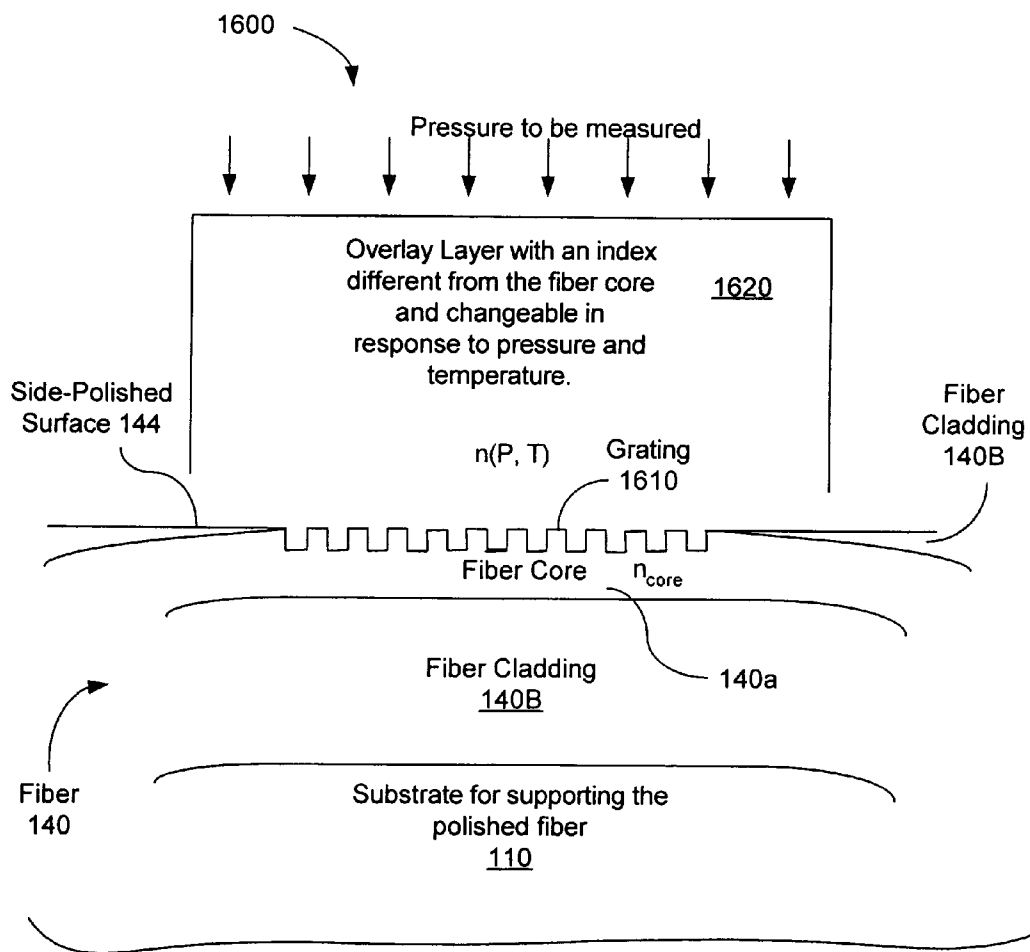 1600
Pressure to be measured
Overlay Layer with an index
different from the fiber core
and changeable in
response to pressure and
temperature.
1620
Side-Polished
Surface 144
n(P, T)
Grating
1610
Fiber
Cladding
140B
Fiber Core
n_core
Fiber Cladding
140B
140a
Fiber
140
Substrate for supporting the
polished fiber
110